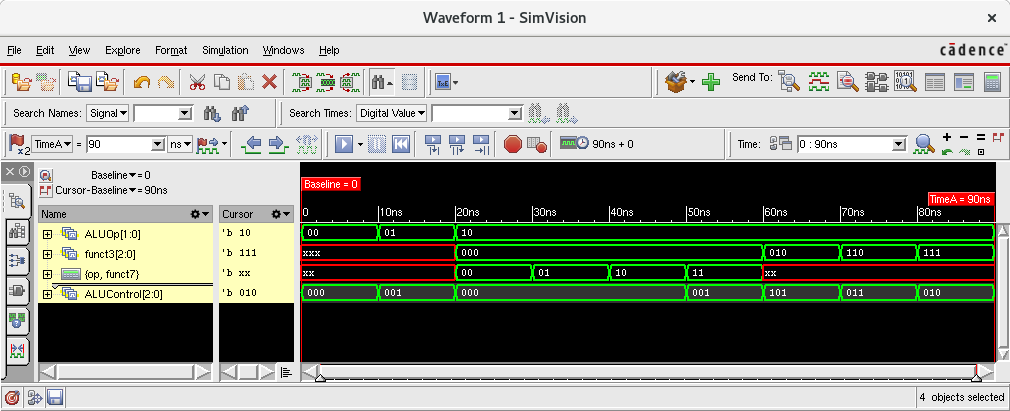 Waveform 1 - SimVision
File Edit View Explore Format Simulation Windows Help cādence
Send To:
Search Names: Signal Search Times: Digital Value
x2 TimeA = 90 ns 90ns + 0 Time: 0 : 90ns
Baseline = 0
Cursor-Baseline = 90ns
Baseline = 0
TimeA = 90ns
Name Cursor 0 10ns 20ns 30ns 40ns 50ns 60ns 70ns 80ns
ALUOp[1:0] 'b 10 00 01 10
funct3[2:0] 'b 111 xxx 000 010 110 111
{op, funct7} 'b xx xx 00 01 10 11 xx
ALUControl[2:0] 'b 010 000 001 000 001 101 011 010
4 objects selected